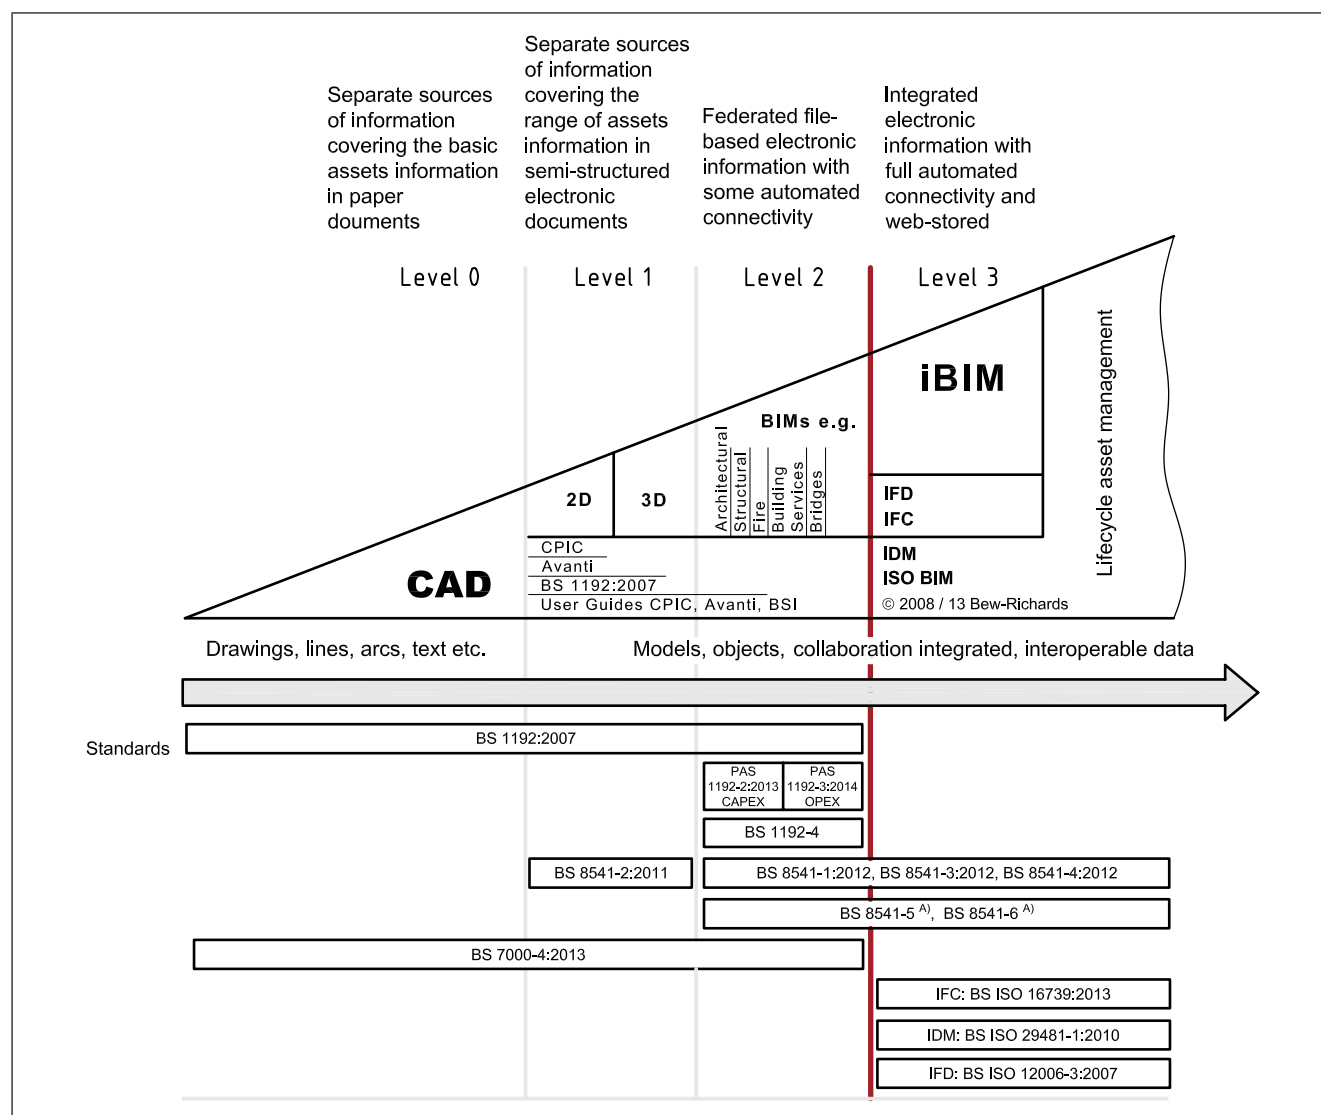 Separate sources
of information
covering the basic
assets information
in paper
douments
Separate sources
of information
covering the
range of assets
information in
semi-structured
electronic
documents
Federated file-
based electronic
information with
some automated
connectivity
Integrated
electronic
information with
full automated
connectivity and
web-stored
Level 0
Level 1
Level 2
Level 3
iBIM
BIMs e.g.
Architectural
Structural
Fire
Building
Services
Bridges
2D
3D
IFD
IFC
Lifecycle asset management
CAD
CPIC
Avanti
BS 1192:2007
User Guides CPIC, Avanti, BSI
IDM
ISO BIM
© 2008 / 13 Bew-Richards
Drawings, lines, arcs, text etc.
Models, objects, collaboration integrated, interoperable data
Standards
BS 1192:2007
PAS
1192-2:2013
CAPEX
PAS
1192-3:2014
OPEX
BS 1192-4
BS 8541-2:2011
BS 8541-1:2012, BS 8541-3:2012, BS 8541-4:2012
BS 8541-5 A), BS 8541-6 A)
BS 7000-4:2013
IFC: BS ISO 16739:2013
IDM: BS ISO 29481-1:2010
IFD: BS ISO 12006-3:2007